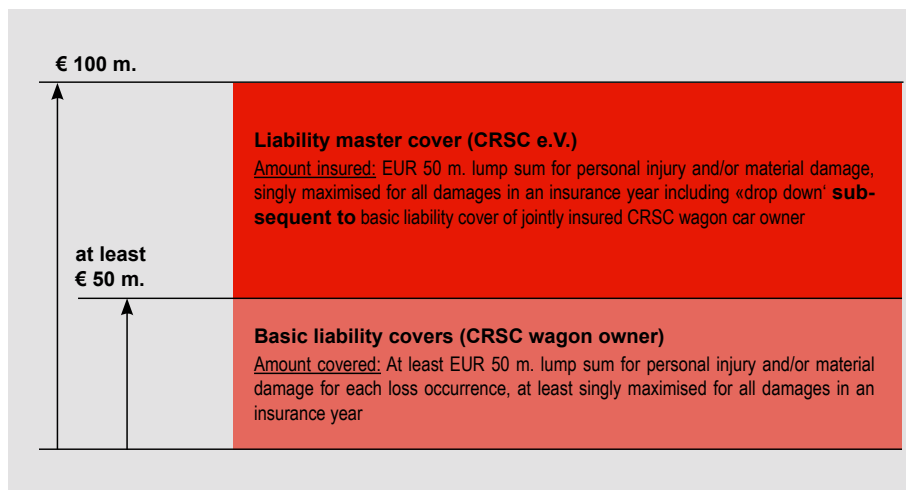 € 100 m.
Liability master cover (CRSC e.V.)
Amount insured: EUR 50 m. lump sum for personal injury and/or material damage,
singly maximised for all damages in an insurance year including «drop down‘ sub-
sequent to basic liability cover of jointly insured CRSC wagon car owner
at least
€ 50 m.
Basic liability covers (CRSC wagon owner)
Amount covered: At least EUR 50 m. lump sum for personal injury and/or material
damage for each loss occurrence, at least singly maximised for all damages in an
insurance year